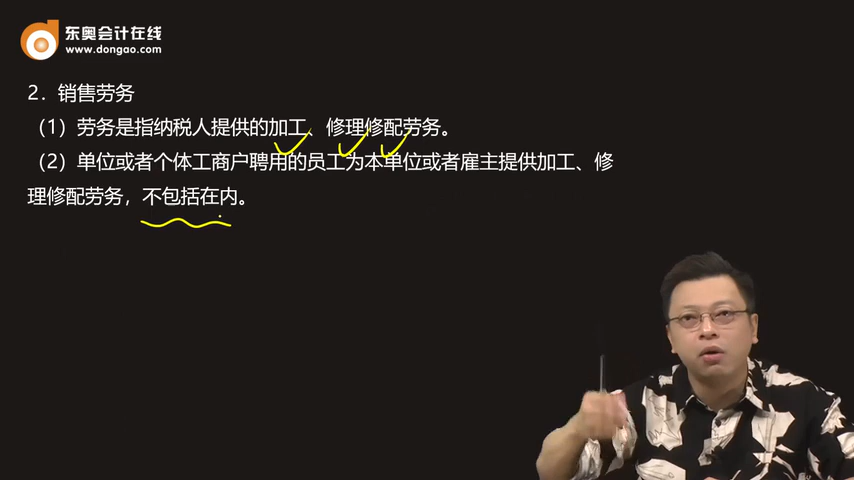 东奥会计在线
www.dongao.com
2．销售劳务
（1）劳务是指纳税人提供的加工、修理修配劳务。
（2）单位或者个体工商户聘用的员工为本单位或者雇主提供加工、修
理修配劳务，不包括在内。